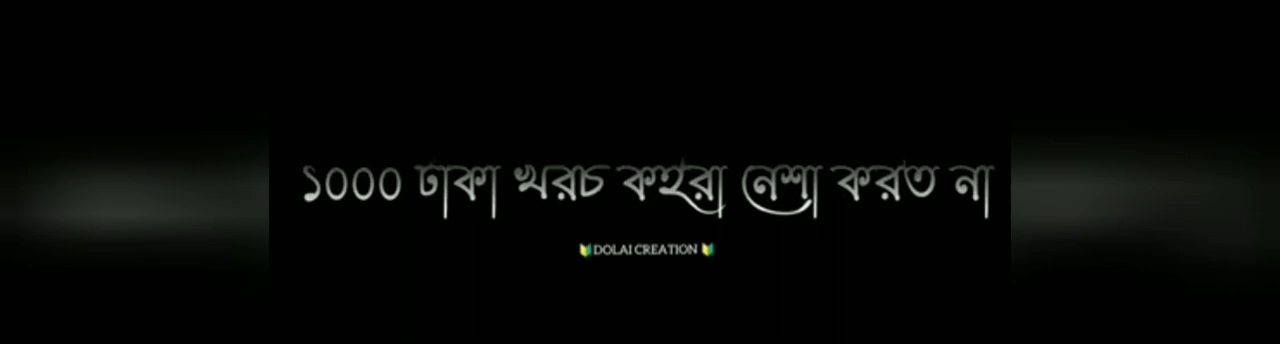 ১০০০ টাকা খরচ কইরা নেশা করত না
🔰DOLAI CREATION 🔰